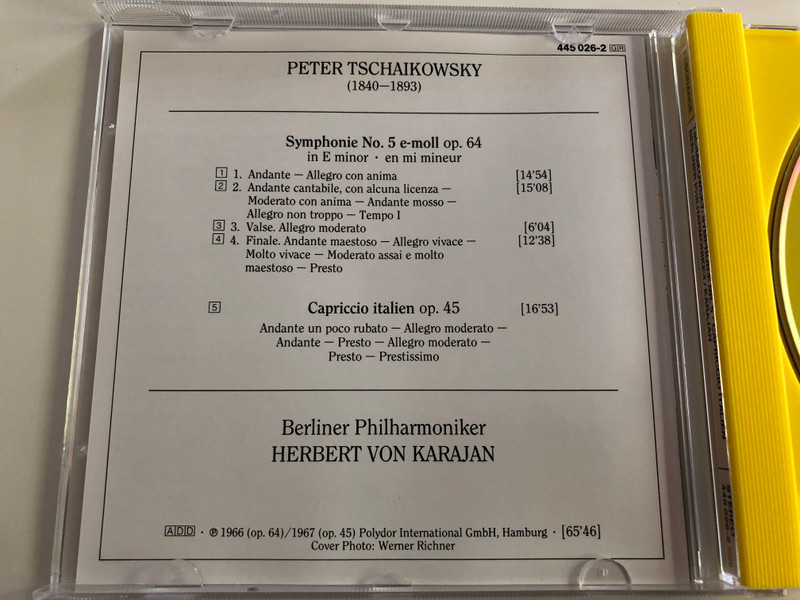 445 026-2 GR
PETER TSCHAIKOWSKY
(1840—1893)
Symphonie No. 5 e-moll op. 64
in E minor · en mi mineur
1 1. Andante — Allegro con anima [14'54]
2 2. Andante cantabile, con alcuna licenza — [15'08]
Moderato con anima — Andante mosso —
Allegro non troppo — Tempo I
3 3. Valse. Allegro moderato [6'04]
4 4. Finale. Andante maestoso — Allegro vivace — [12'38]
Molto vivace — Moderato assai e molto
maestoso — Presto
5 Capriccio italien op. 45 [16'53]
Andante un poco rubato — Allegro moderato —
Andante — Presto — Allegro moderato —
Presto — Prestissimo
Berliner Philharmoniker
HERBERT VON KARAJAN
ADD · ℗ 1966 (op. 64)/1967 (op. 45) Polydor International GmbH, Hamburg · [65'46]
Cover Photo: Werner Richner